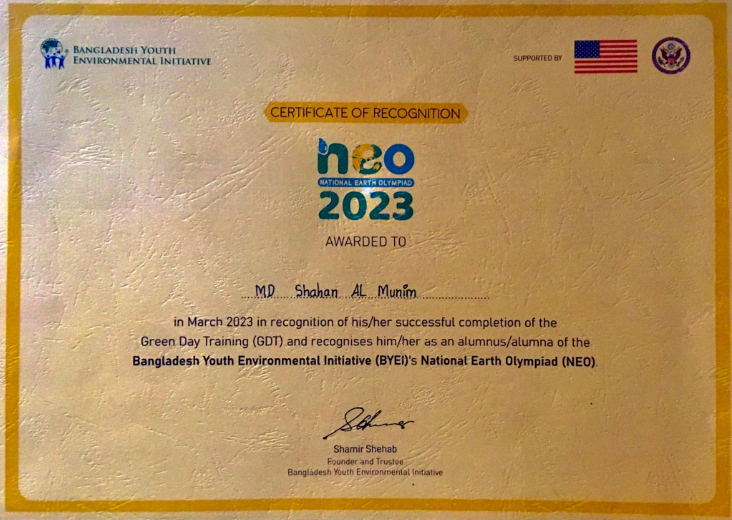 BANGLADESH YOUTH
ENVIRONMENTAL INITIATIVE
SUPPORTED BY
CERTIFICATE OF RECOGNITION
neo
NATIONAL EARTH OLYMPIAD
2023
AWARDED TO
MD Shahan AL Munim
in March 2023 in recognition of his/her successful completion of the
Green Day Training (GDT) and recognises him/her as an alumnus/alumna of the
Bangladesh Youth Environmental Initiative (BYEI)'s National Earth Olympiad (NEO).
Shamir Shehab
Founder and Trustee
Bangladesh Youth Environmental Initiative